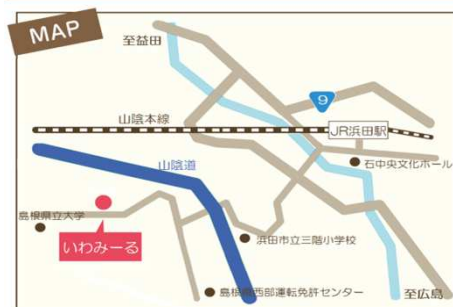 MAP
至益田
9
山陰本線
JR浜田駅
石中央文化ホール
山陰道
島根県立大学
いわみーる
浜田市立三階小学校
島根県西部運転免許センター
至広島